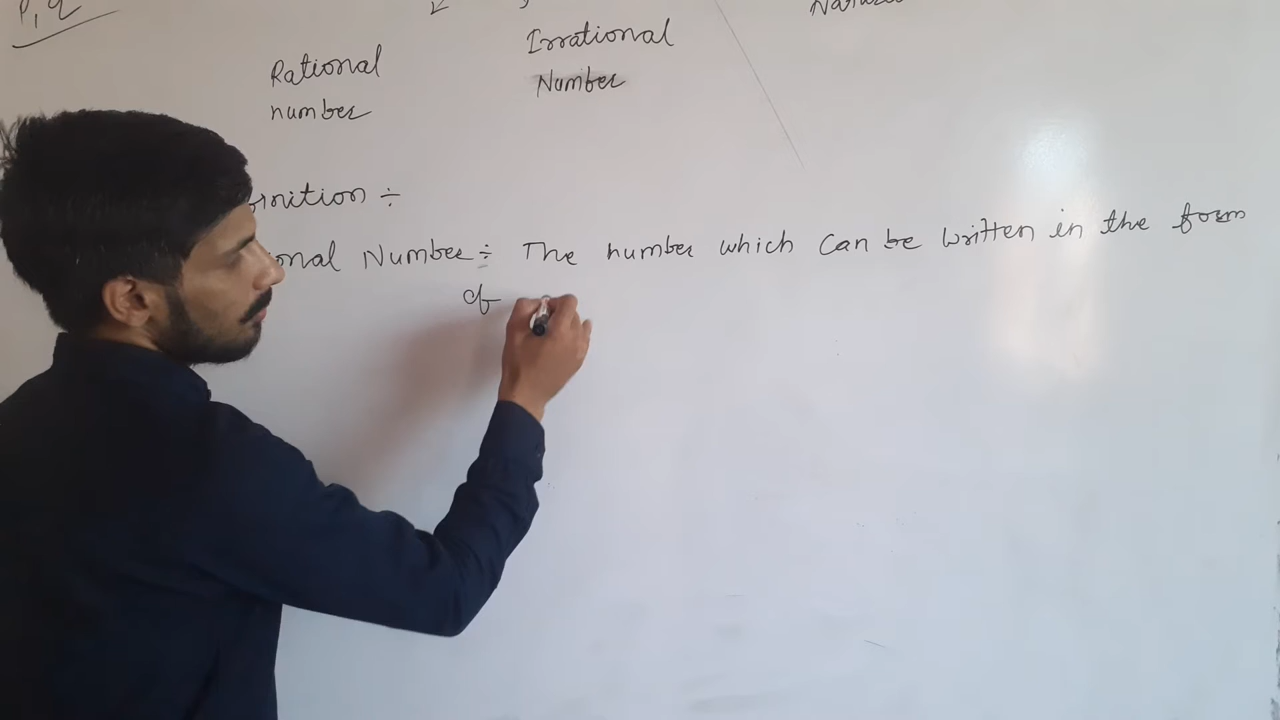 P, q
Irrational
Rational
Number
number
finition ÷
onal Number ÷ The number which can be written in the form
of